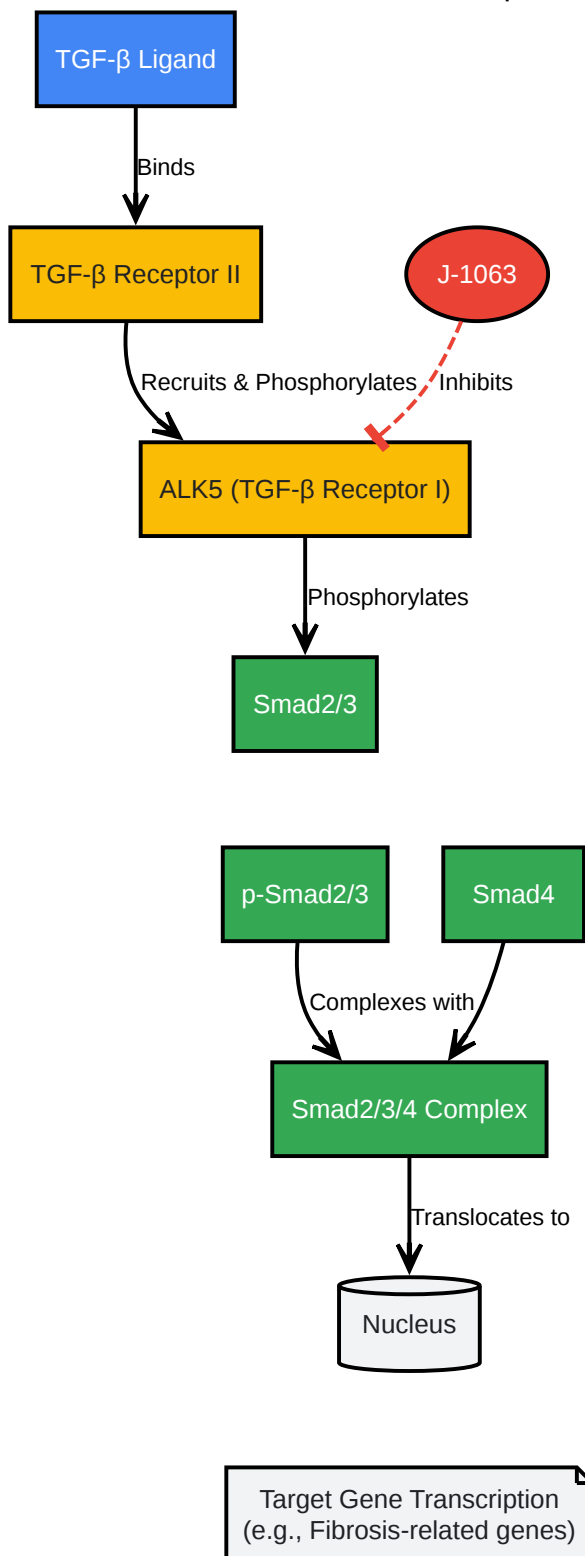 TGF-β Ligand
Binds
TGF-β Receptor II
J-1063
Recruits & Phosphorylates
Inhibits
ALK5 (TGF-β Receptor I)
Phosphorylates
Smad2/3
p-Smad2/3
Smad4
Complexes with
Smad2/3/4 Complex
Translocates to
Nucleus
Target Gene Transcription
(e.g., Fibrosis-related genes)